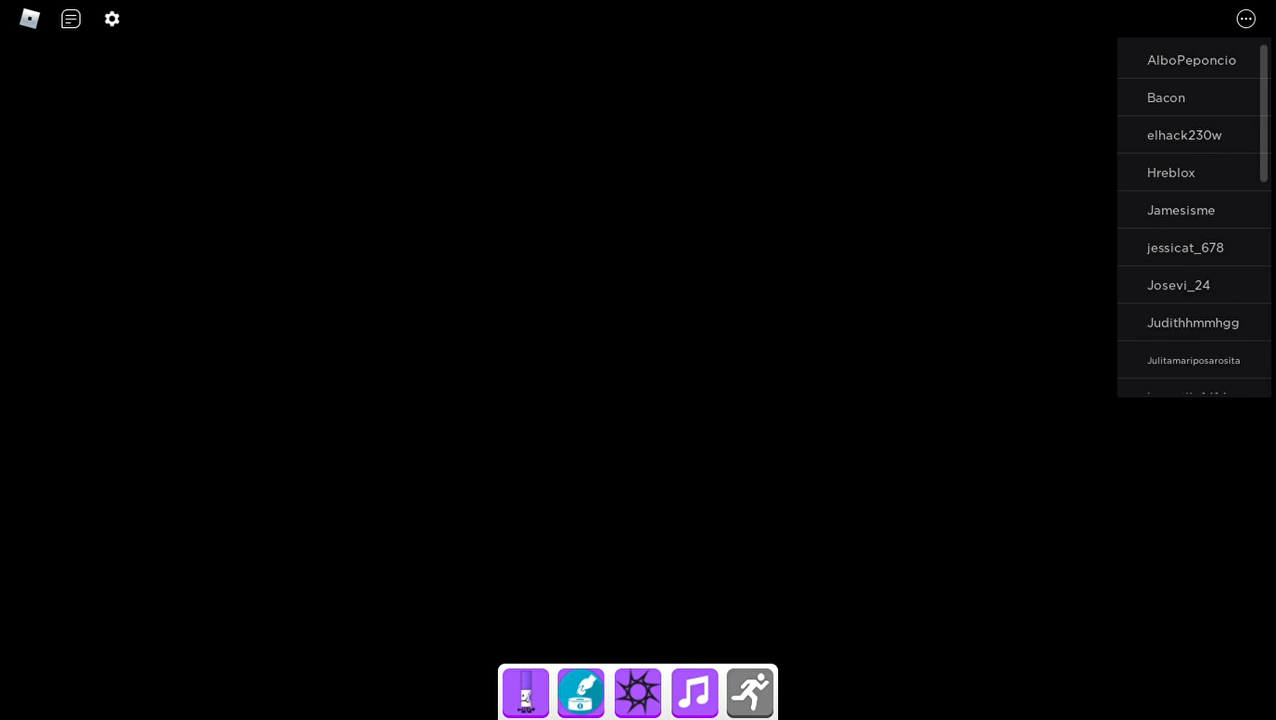 AlboPeponcio
Bacon
elhack230w
Hreblox
Jamesisme
jessicat_678
Josevi_24
Judithhmmhgg
Julitamariposarosita